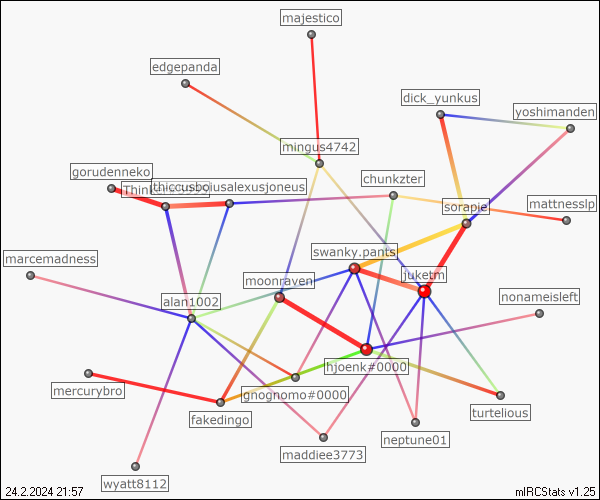 majestico
edgepanda
dick_yunkus
yoshimanden
mingus4742
gorudenneko
thiccusboiusalexusjoneus
chunkzter
sorapie
mattnesslp
swanky.pants
marcemadness
moonraven
juketm
alan1002
nonameisleft
hjoenk#0000
mercurybro
gnognomo#0000
fakedingo
turtelious
neptune01
maddiee3773
wyatt8112
24.2.2024 21:57
mIRCStats v1.25